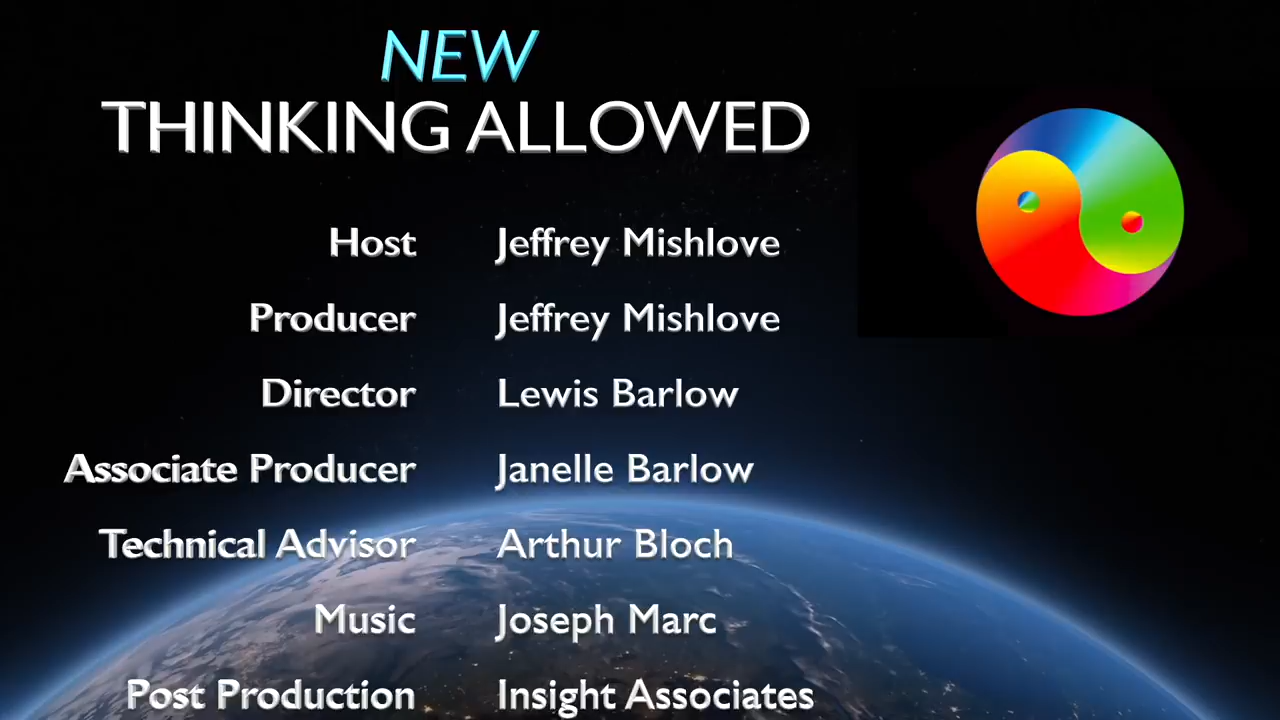 NEW
THINKING ALLOWED
Host Jeffrey Mishlove
Producer Jeffrey Mishlove
Director Lewis Barlow
Associate Producer Janelle Barlow
Technical Advisor Arthur Bloch
Music Joseph Marc
Post Production Insight Associates